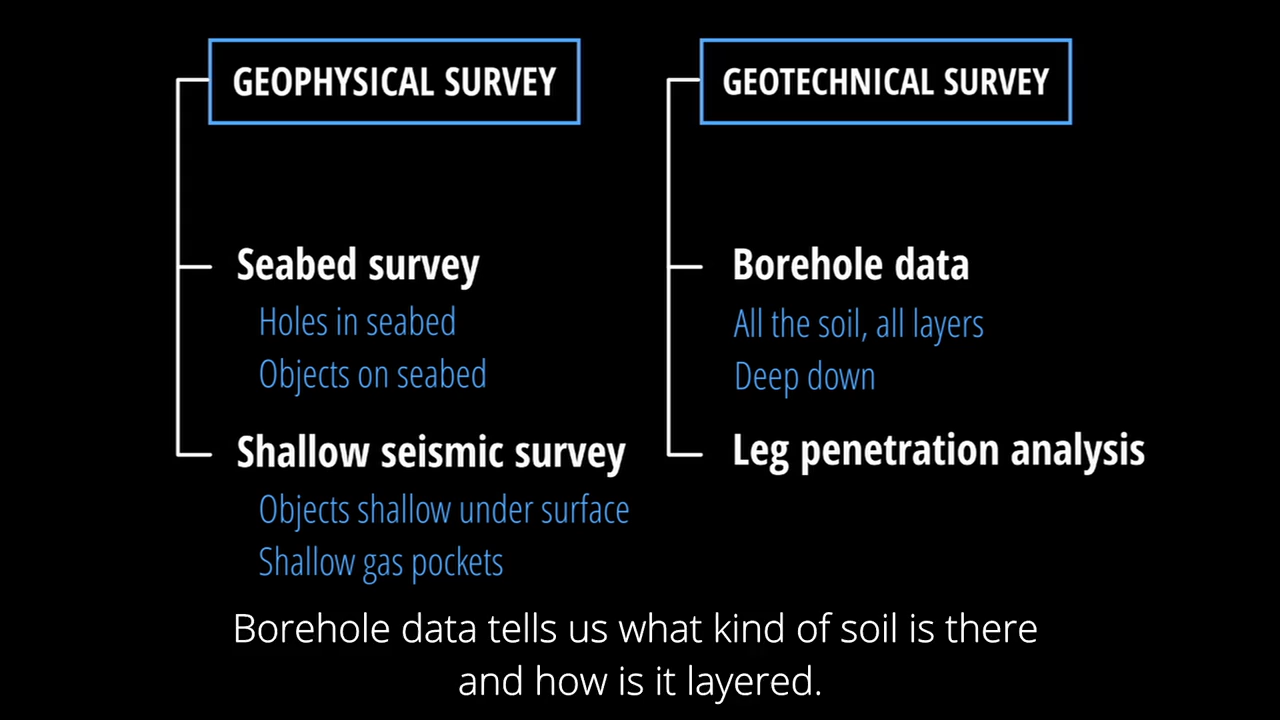 GEOPHYSICAL SURVEY
Seabed survey
Holes in seabed
Objects on seabed
Shallow seismic survey
Objects shallow under surface
Shallow gas pockets
GEOTECHNICAL SURVEY
Borehole data
All the soil, all layers
Deep down
Leg penetration analysis
Borehole data tells us what kind of soil is there
and how is it layered.